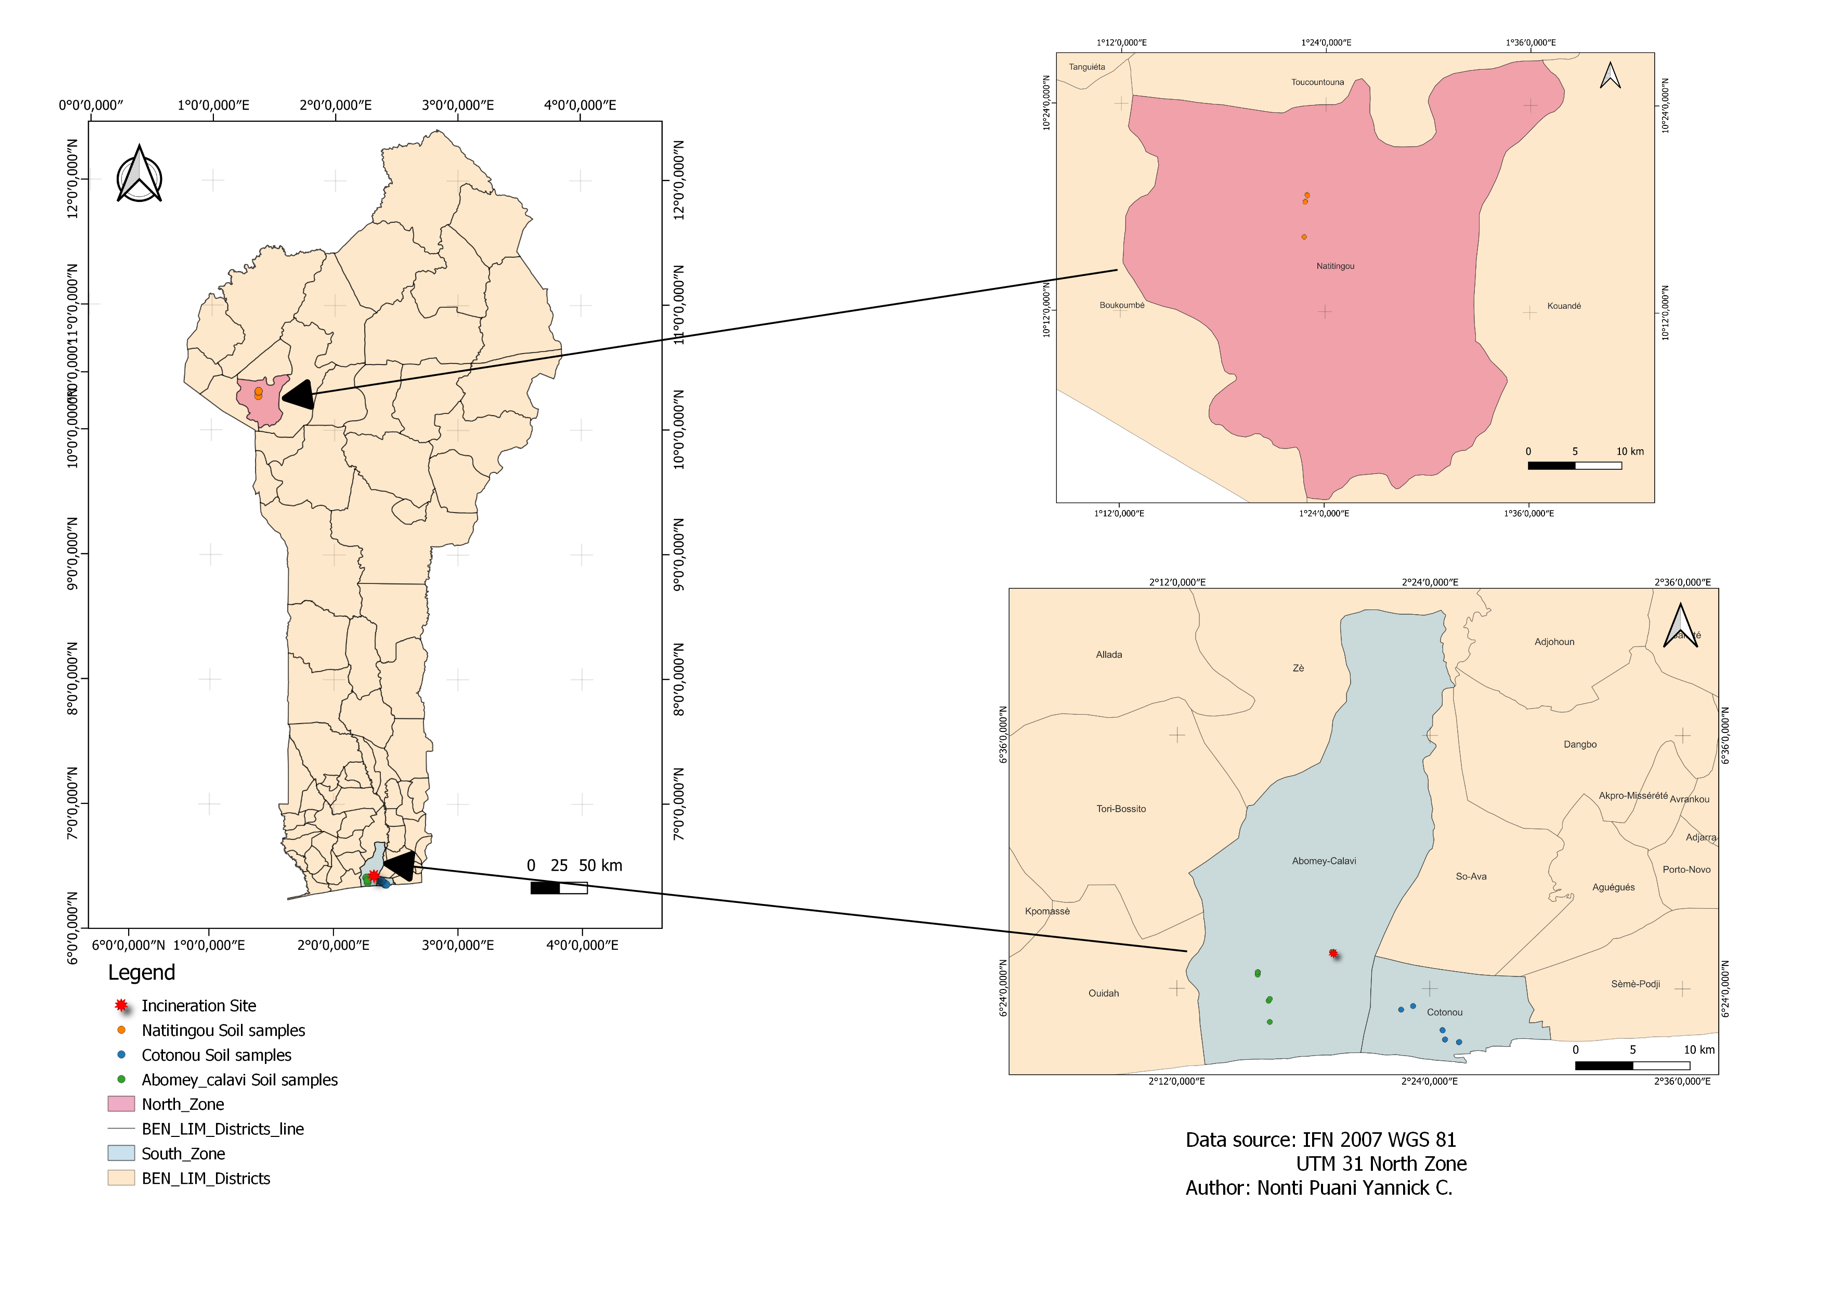 0°0′0,000″ 1°0′0,000″E 2°0′0,000″E 3°0′0,000″E 4°0′0,000″E
12°0′0,000″N
12°0′0,000″N
11°0′0,000″N
10°0′0,000″N
10°0′0,000″N
9°0′0,000″N
9°0′0,000″N
8°0′0,000″N
8°0′0,000″N
7°0′0,000″N
7°0′0,000″N
6°0′0,000″N
0 25 50 km
6°0′0,000″N 1°0′0,000″E 2°0′0,000″E 3°0′0,000″E 4°0′0,000″E
Legend
Incineration Site
Natitingou Soil samples
Cotonou Soil samples
Abomey_calavi Soil samples
North_Zone
BEN_LIM_Districts_line
South_Zone
BEN_LIM_Districts
1°12′0,000″E 1°24′0,000″E 1°36′0,000″E
Tanguiéta
Toucountouna
10°24′0,000″N
10°24′0,000″N
Natitingou
Boukoumbé
Kouandé
10°12′0,000″N
10°12′0,000″N
0 5 10 km
1°12′0,000″E 1°24′0,000″E 1°36′0,000″E
2°12′0,000″E 2°24′0,000″E 2°36′0,000″E
Adjohoun
Allada
Zè
6°36′0,000″N
6°36′0,000″N
Dangbo
Akpro-Missérété
Avrankou
Tori-Bossito
Adjarra
Abomey-Calavi
Porto-Novo
So-Ava
Aguégués
Kpomassè
Sèmè-Podji
Ouidah
6°24′0,000″N
6°24′0,000″N
Cotonou
0 5 10 km
2°12′0,000″E 2°24′0,000″E 2°36′0,000″E
Data source: IFN 2007 WGS 81
UTM 31 North Zone
Author: Nonti Puani Yannick C.